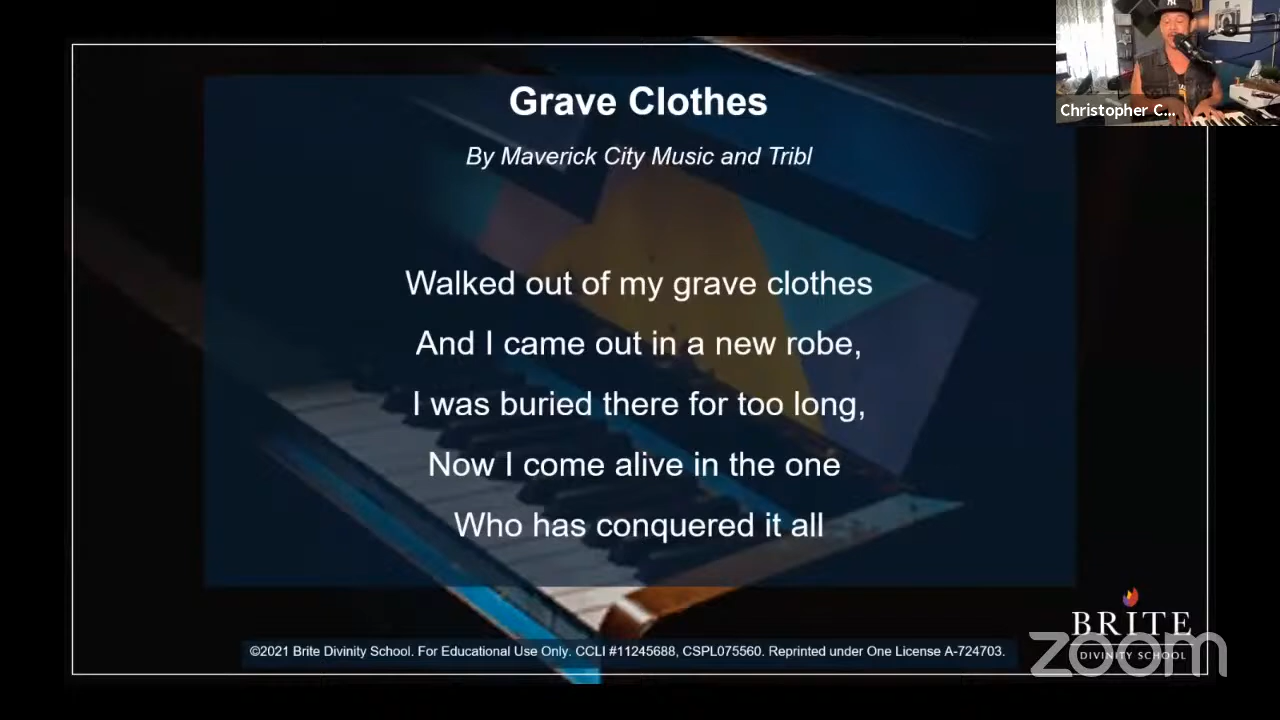 Grave Clothes
By Maverick City Music and Tribl
Walked out of my grave clothes
And I came out in a new robe,
I was buried there for too long,
Now I come alive in the one
Who has conquered it all
Christopher C...
BRITE
DIVINITY SCHOOL
zoom
©2021 Brite Divinity School. For Educational Use Only. CCLI #11245688, CSPL075560. Reprinted under One License A-724703.